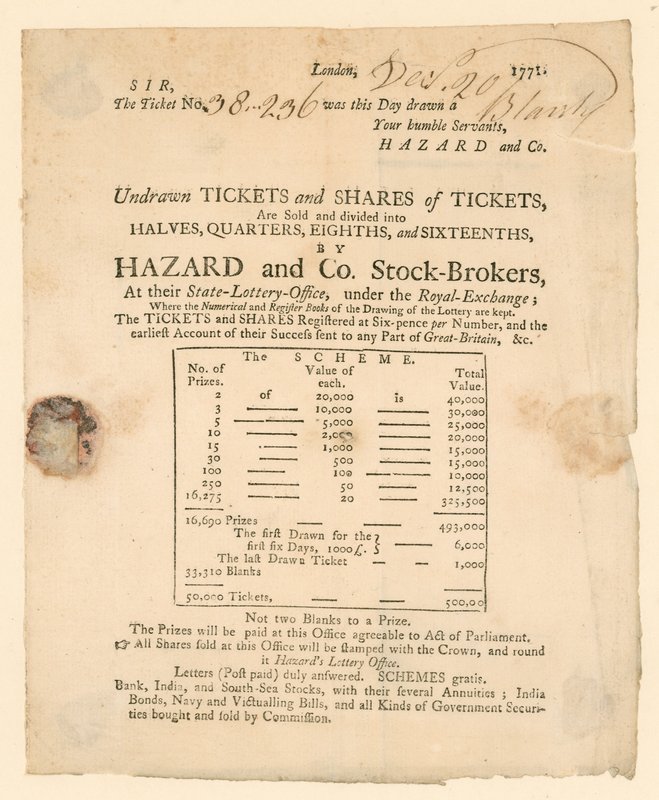 London, Decr. 20 1771.
SIR,
The Ticket No. 38..236 was this Day drawn a Blank
Your humble Servants,
HAZARD and Co.
Undrawn TICKETS and SHARES of TICKETS,
Are Sold and divided into
HALVES, QUARTERS, EIGHTHS, and SIXTEENTHS,
BY
HAZARD and Co. Stock-Brokers,
At their State-Lottery-Office, under the Royal-Exchange;
Where the Numerical and Regiſter Books of the Drawing of the Lottery are kept.
The TICKETS and SHARES Regiſtered at Six-pence per Number, and the
earlieſt Account of their Succeſs ſent to any Part of Great-Britain, &c.
The SCHEME.
No. of Prizes. Value of each. Total Value.
2 of 20,000 is 40,000
3 — 10,000 — 30,000
5 — 5,000 — 25,000
10 — 2,000 — 20,000
15 — 1,000 — 15,000
30 — 500 — 15,000
100 — 100 — 10,000
250 — 50 — 12,500
16,275 — 20 — 325,500
16,690 Prizes — — 493,000
The firſt Drawn for the
firſt ſix Days, 1000£. } — 6,000
The laſt Drawn Ticket — — 1,000
33,310 Blanks
50,000 Tickets, — — 500,00
Not two Blanks to a Prize.
The Prizes will be paid at this Office agreeable to Act of Parliament.
☞ All Shares ſold at this Office will be ſtamped with the Crown, and round
it Hazard's Lottery Office.
Letters (Poſt paid) duly anſwered. SCHEMES gratis.
Bank, India, and South-Sea Stocks, with their ſeveral Annuities; India
Bonds, Navy and Victualling Bills, and all Kinds of Government Securi-
ties bought and ſold by Commiſſion.